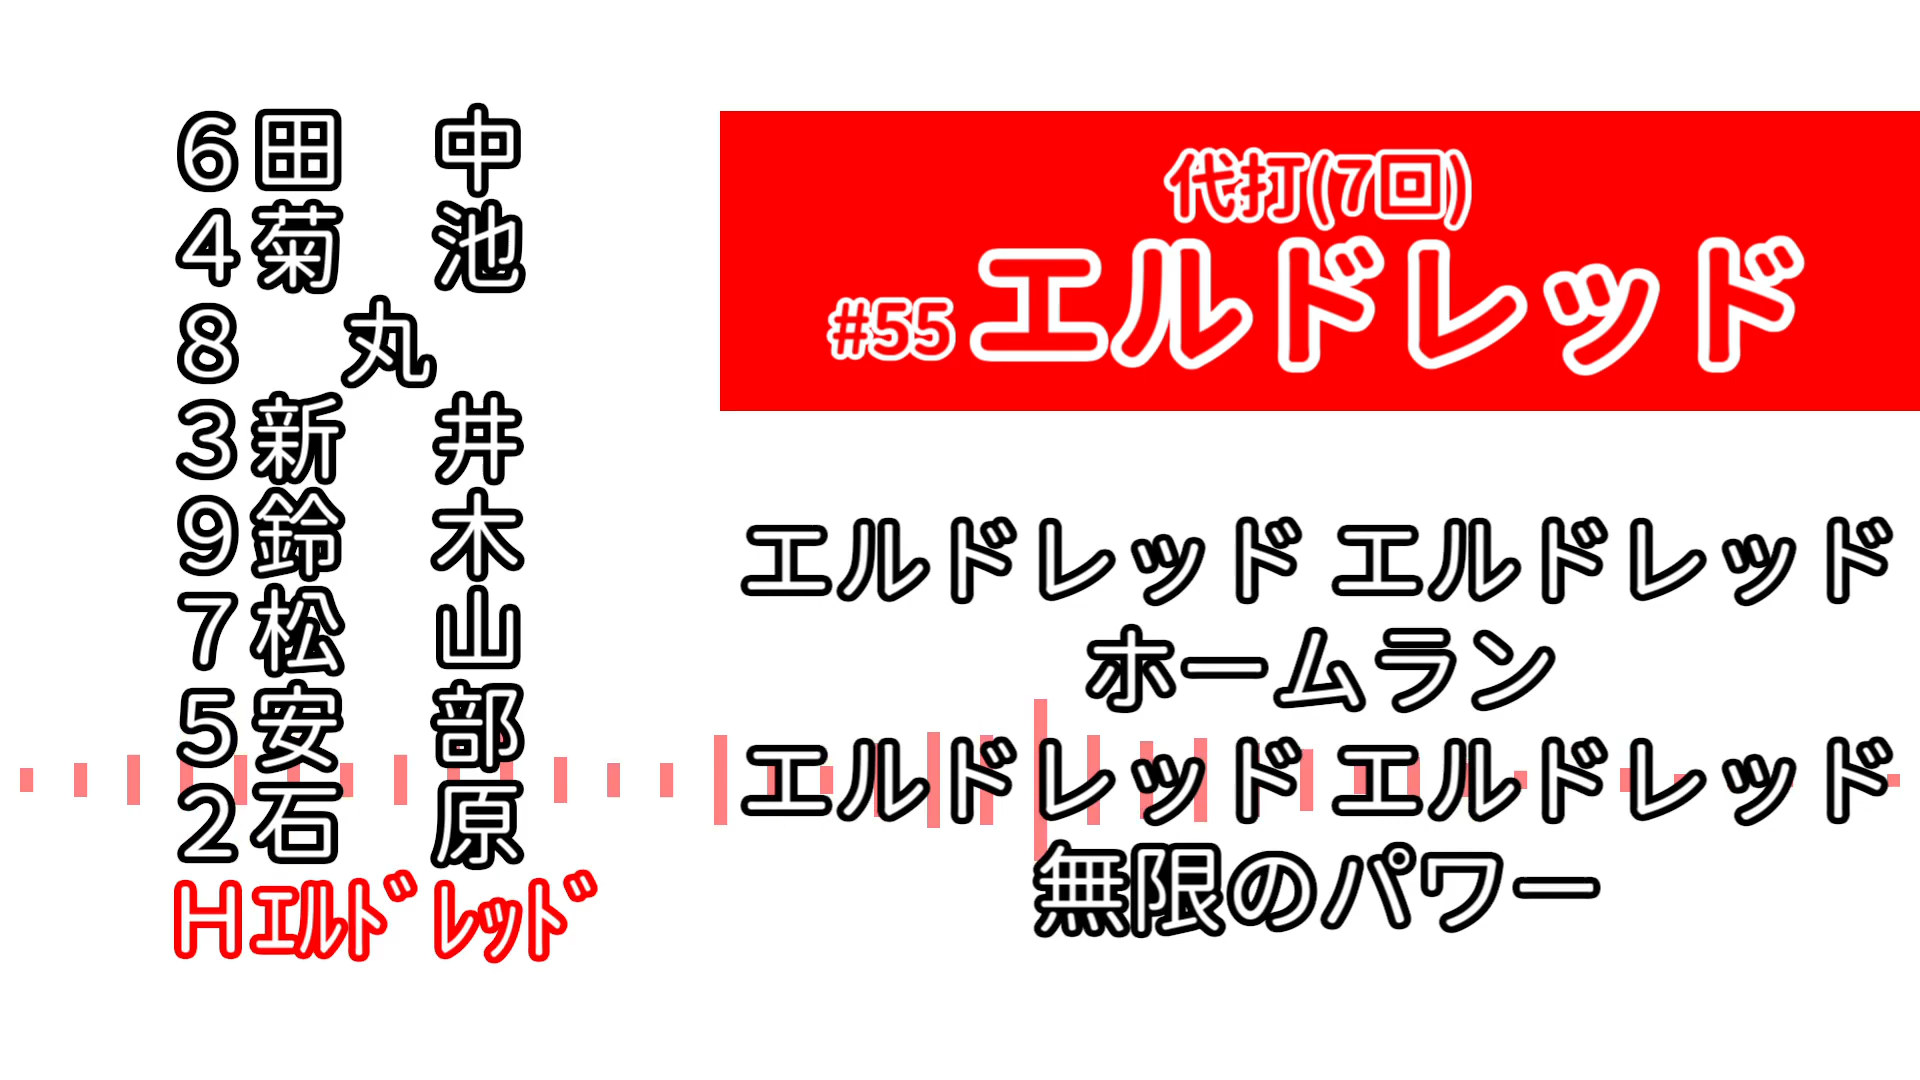 6田 中
4菊 池
8 丸
3新 井
9鈴 木
7松 山
5安 部
2石 原
Hｴﾙﾄﾞﾚｯﾄﾞ
代打(7回)
#55エルドレッド
エルドレッド エルドレッド
ホームラン
エルドレッド エルドレッド
無限のパワー